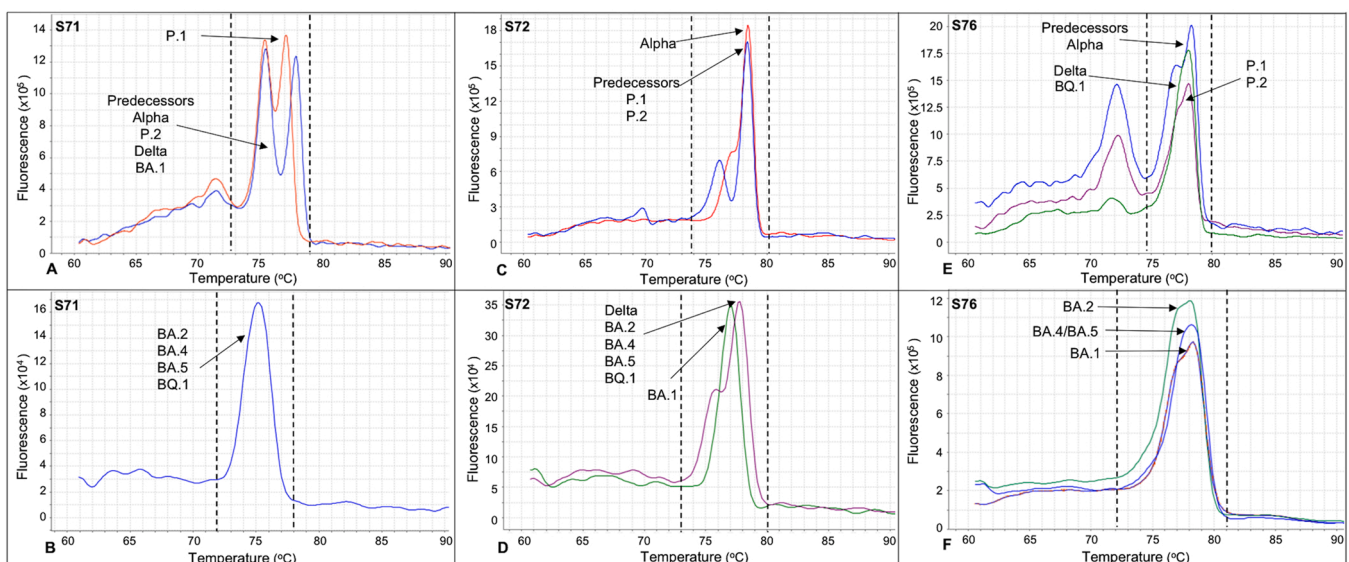 S71
P.1
Predecessors
Alpha
P.2
Delta
BA.1
Fluorescence (x10⁵)
14
12
10
8
6
4
2
0
60 65 70 75 80 85 90
A
Temperature (ºC)
S72
Alpha
Predecessors
P.1
P.2
Fluorescence (x10⁵)
18
15
12
9
6
3
0
60 65 70 75 80 85 90
C
Temperature (ºC)
S76
Predecessors
Alpha
Delta
BQ.1
P.1
P.2
Fluorescence (x10⁵)
20
17.5
15
12.5
10
7.5
5
2.5
0
60 65 70 75 80 85 90
E
Temperature (ºC)
S71
BA.2
BA.4
BA.5
BQ.1
Fluorescence (x10⁴)
16
14
12
10
8
6
4
2
0
60 65 70 75 80 85 90
B
Temperature (ºC)
S72
Delta
BA.2
BA.4
BA.5
BQ.1
BA.1
Fluorescence (x10⁴)
35
30
25
20
15
10
5
0
60 65 70 75 80 85 90
D
Temperature (ºC)
S76
BA.2
BA.4/BA.5
BA.1
Fluorescence (x10⁵)
12
10
8
6
4
2
0
60 65 70 75 80 85 90
F
Temperature (ºC)